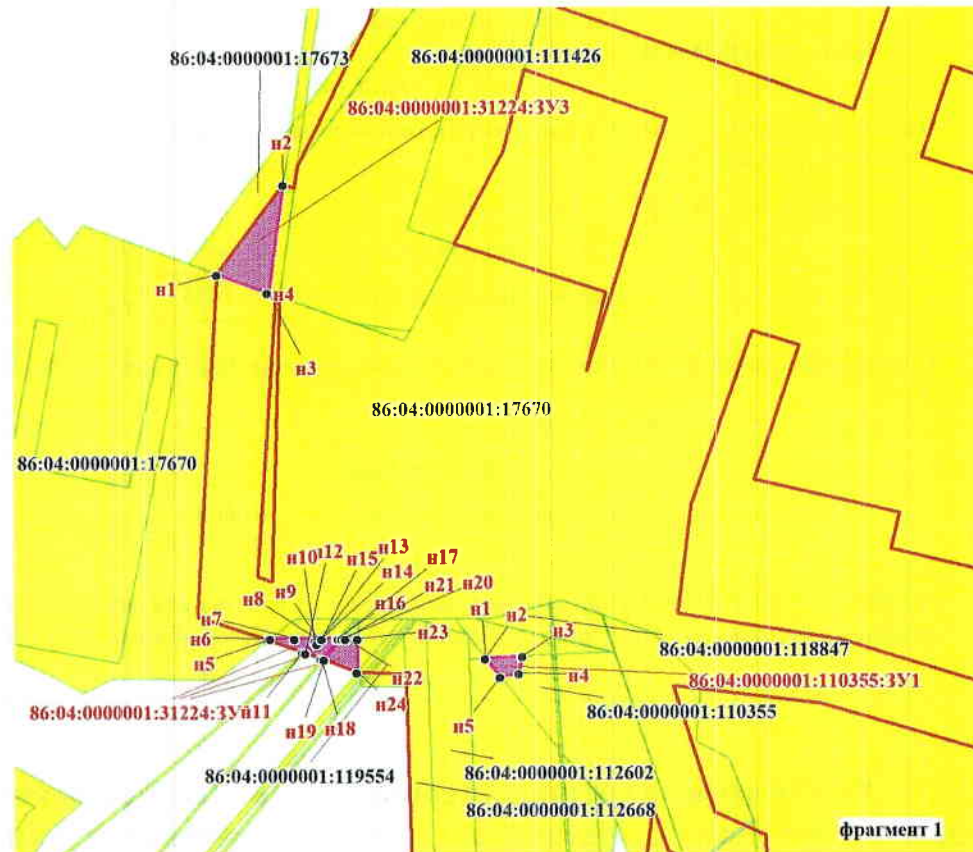 86:04:0000001:17673
86:04:0000001:111426
86:04:0000001:31224:ЗУ3
н2
н1
н4
н3
86:04:0000001:17670
86:04:0000001:17670
н10
н12
н15
н13
н14
н17
н9
н21
н20
н8
н16
н7
н23
н6
н5
н22
н24
н1
н2
н3
86:04:0000001:118847
н4
86:04:0000001:110355:ЗУ1
86:04:0000001:31224:ЗУ
н11
86:04:0000001:110355
н5
н19
н18
86:04:0000001:119554
86:04:0000001:112602
86:04:0000001:112668
фрагмент 1